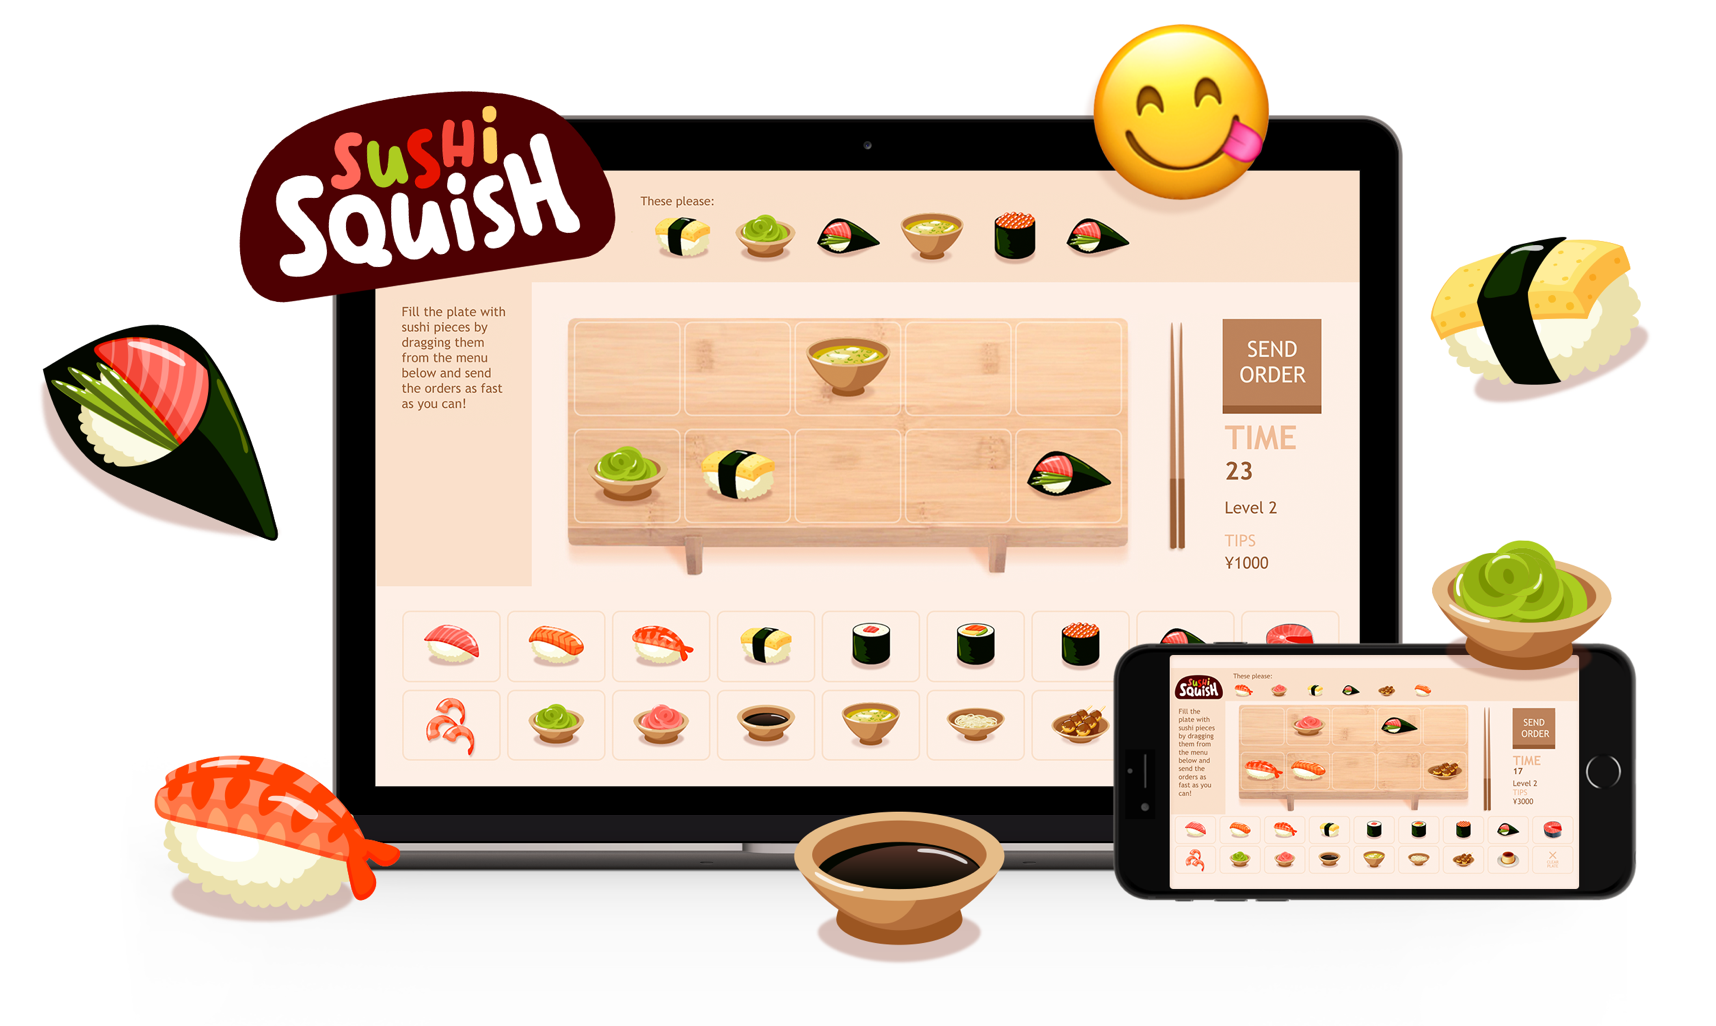 SUSHi
SQUiSH
These please:
Fill the plate with
sushi pieces by
dragging them
from the menu
below and send
the orders as fast
as you can!
SEND
ORDER
TIME
23
Level 2
TIPS
¥1000
SUSHi
SQUiSH
These please:
Fill the
plate with
sushi pieces
by dragging
them from
the menu
below and
send the
orders as
fast as you
can!
SEND
ORDER
TIME
17
Level 2
TIPS
¥3000